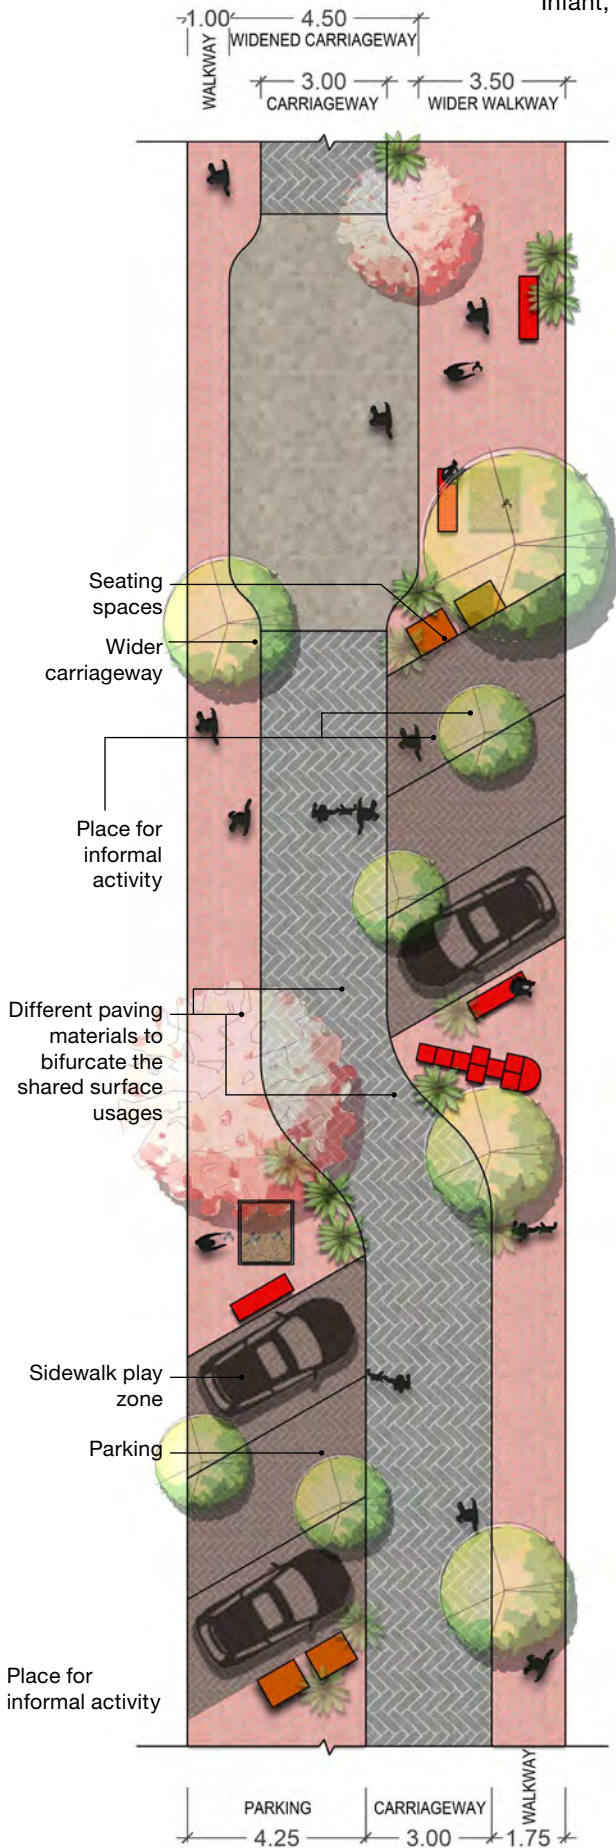 Infant,
1.00 4.50
WALKWAY
WIDENED CARRIAGEWAY
3.00 3.50
CARRIAGEWAY WIDER WALKWAY
Seating
spaces
Wider
carriageway
Place for
informal
activity
Different paving
materials to
bifurcate the
shared surface
usages
Sidewalk play
zone
Parking
Place for
informal activity
PARKING CARRIAGEWAY WALKWAY
4.25 3.00 1.75